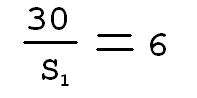 30/S₁ = 6